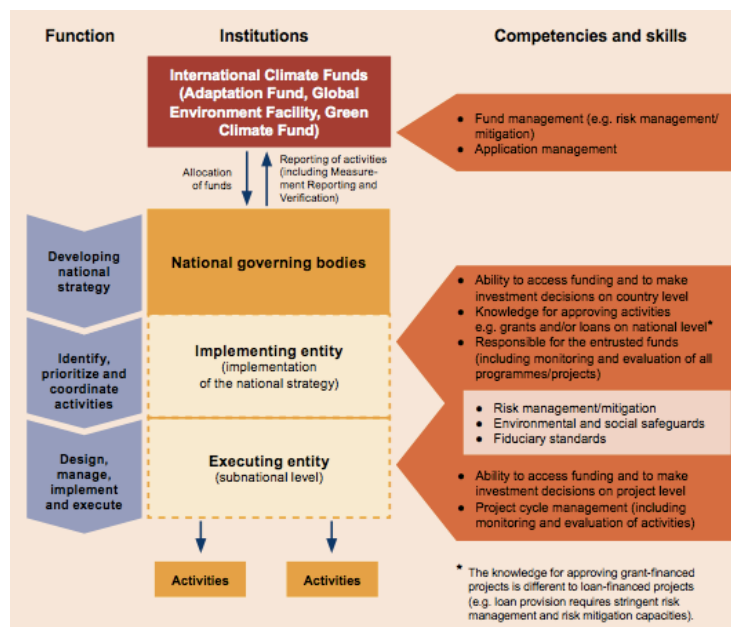 Function
Institutions
Competencies and skills
International Climate Funds
(Adaptation Fund, Global
Environment Facility, Green
Climate Fund)
● Fund management (e.g. risk management/
mitigation)
● Application management
Allocation
of funds
Reporting of activities
(including Measure-
ment Reporting and
Verification)
Developing
national
strategy
National governing bodies
● Ability to access funding and to make
investment decisions on country level
● Knowledge for approving activities
e.g. grants and/or loans on national level*
● Responsible for the entrusted funds
(including monitoring and evaluation of all
programmes/projects)
Identify,
prioritize and
coordinate
activities
Implementing entity
(implementation
of the national strategy)
● Risk management/mitigation
● Environmental and social safeguards
● Fiduciary standards
Design,
manage,
implement
and execute
Executing entity
(subnational level)
● Ability to access funding and to make
investment decisions on project level
● Project cycle management (including
monitoring and evaluation of activities)
Activities
Activities
* The knowledge for approving grant-financed
projects is different to loan-financed projects
(e.g. loan provision requires stringent risk
management and risk mitigation capacities).